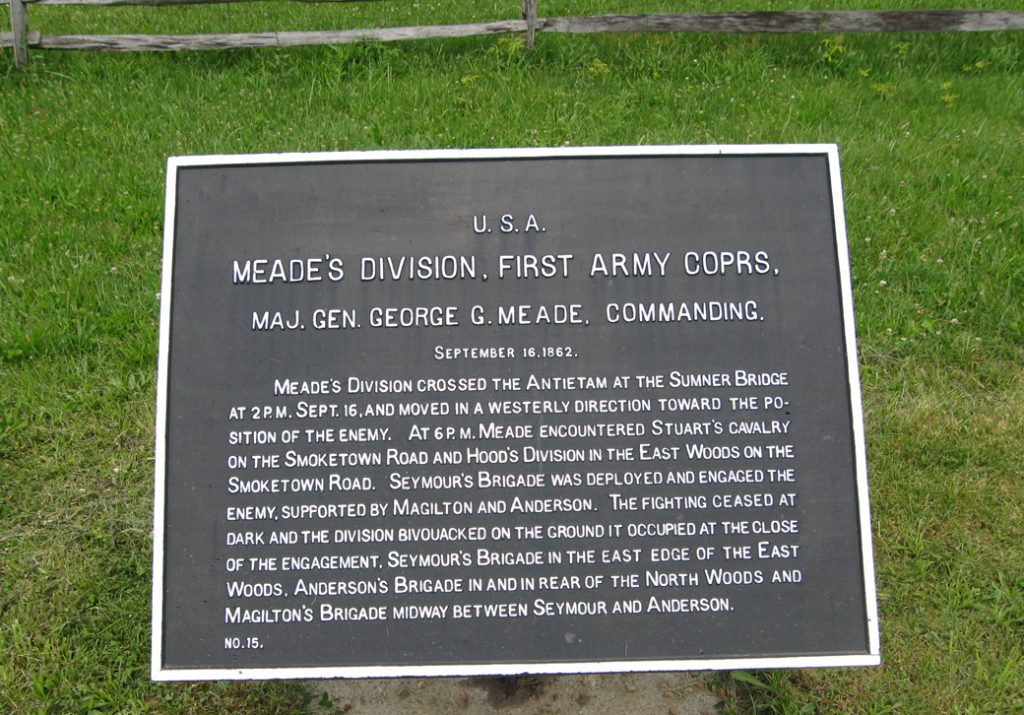 U. S. A.
MEADE'S DIVISION, FIRST ARMY COPRS,
MAJ. GEN. GEORGE G. MEADE, COMMANDING.
SEPTEMBER 16, 1862.
MEADE'S DIVISION CROSSED THE ANTIETAM AT THE SUMNER BRIDGE
AT 2 P. M. SEPT. 16, AND MOVED IN A WESTERLY DIRECTION TOWARD THE PO-
SITION OF THE ENEMY. AT 6 P. M. MEADE ENCOUNTERED STUART'S CAVALRY
ON THE SMOKETOWN ROAD AND HOOD'S DIVISION IN THE EAST WOODS ON THE
SMOKETOWN ROAD. SEYMOUR'S BRIGADE WAS DEPLOYED AND ENGAGED THE
ENEMY, SUPPORTED BY MAGILTON AND ANDERSON. THE FIGHTING CEASED AT
DARK AND THE DIVISION BIVOUACKED ON THE GROUND IT OCCUPIED AT THE CLOSE
OF THE ENGAGEMENT, SEYMOUR'S BRIGADE IN THE EAST EDGE OF THE EAST
WOODS, ANDERSON'S BRIGADE IN AND IN REAR OF THE NORTH WOODS AND
MAGILTON'S BRIGADE MIDWAY BETWEEN SEYMOUR AND ANDERSON.
NO. 15.